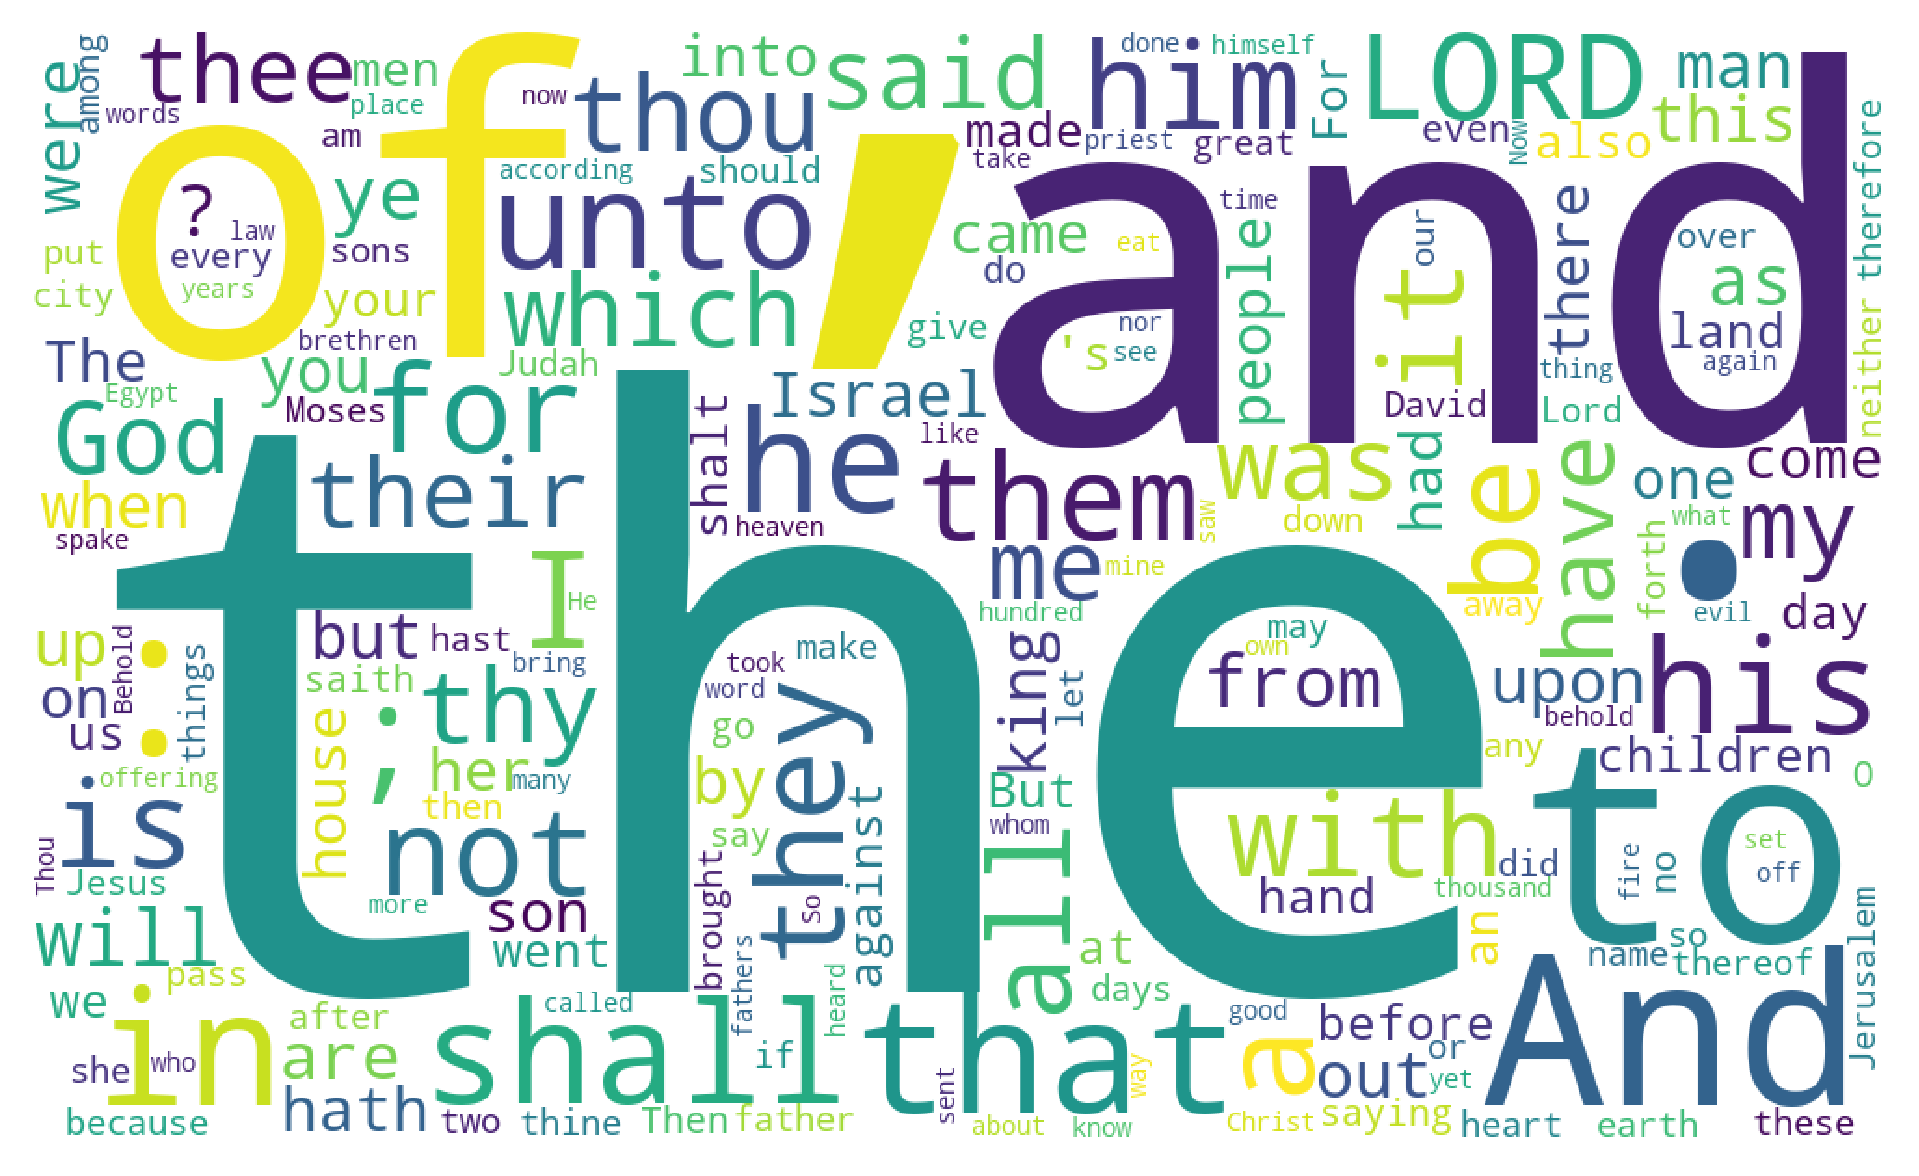 among
were
words
thee
men
place
of
now
am
thou
into
said
according
should
ye
unto
?
law
every
years
sons
your
put
city
The
Egypt
brethren
you
which
Judah
Moses
for
God
when
spake
their
,
him
done
himself
made
take
priest
great
For
LORD
man
even
Now
also
this
and
time
came
eat
do
our
people
it
there
over
as
land
again
therefore
neither
give
nor
see
's
thing
David
Lord
Israel
like
he
shalt
heaven
them
was
saw
down
had
be
have
one
what
come
my
.
evil
forth
away
day
the
me
mine
hundred
king
let
may
own
from
upon
behold
his
I
He
but
hast
bring
saith
thy
;
her
many
then
house
not
up
Behold
:
things
on
us
offering
is
Thou
Jesus
took
word
make
go
by
they
say
brought
so
against
But
whom
all
with
any
did
hand
thousand
an
children
O
to
set
off
fire
no
so
name
thereof
Jerusalem
more
son
went
will
pass
we
in
after
are
she
who
hath
because
shall
called
fathers
heard
that
at
days
good
a
before
out
or
yet
And
two
thine
Then
father
if
sent
about
know
way
Christ
saying
heart
earth
these